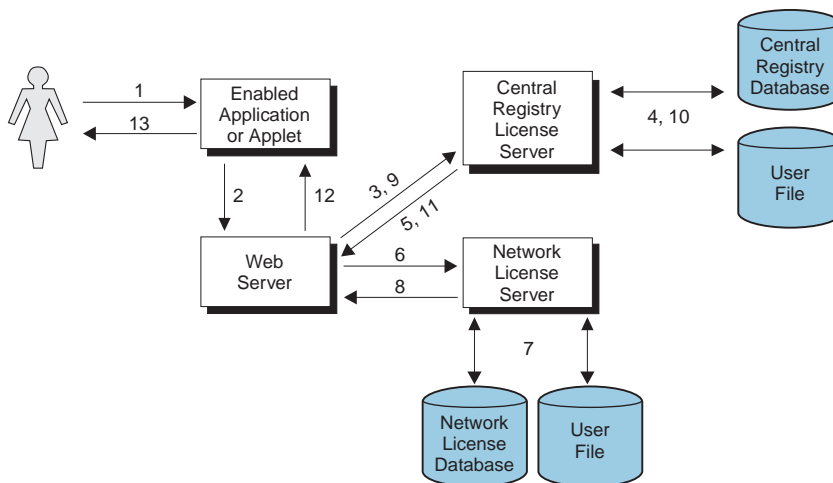 1
13
Enabled
Application
or Applet
Central
Registry
License
Server
4, 10
Central
Registry
Database
User
File
2
12
3, 9
5, 11
Web
Server
6
8
Network
License
Server
7
Network
License
Database
User
File